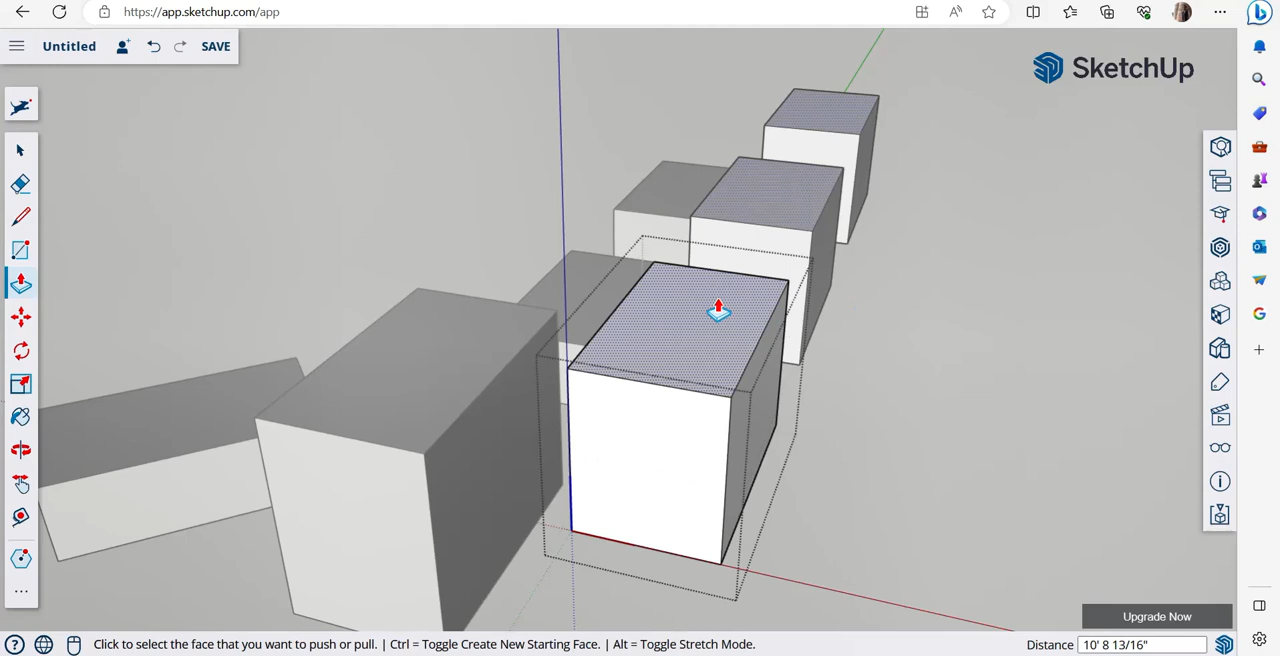 https://app.sketchup.com/app
Untitled
SAVE
SketchUp
Upgrade Now
Click to select the face that you want to push or pull. | Ctrl = Toggle Create New Starting Face. | Alt = Toggle Stretch Mode.
Distance 10' 8 13/16"